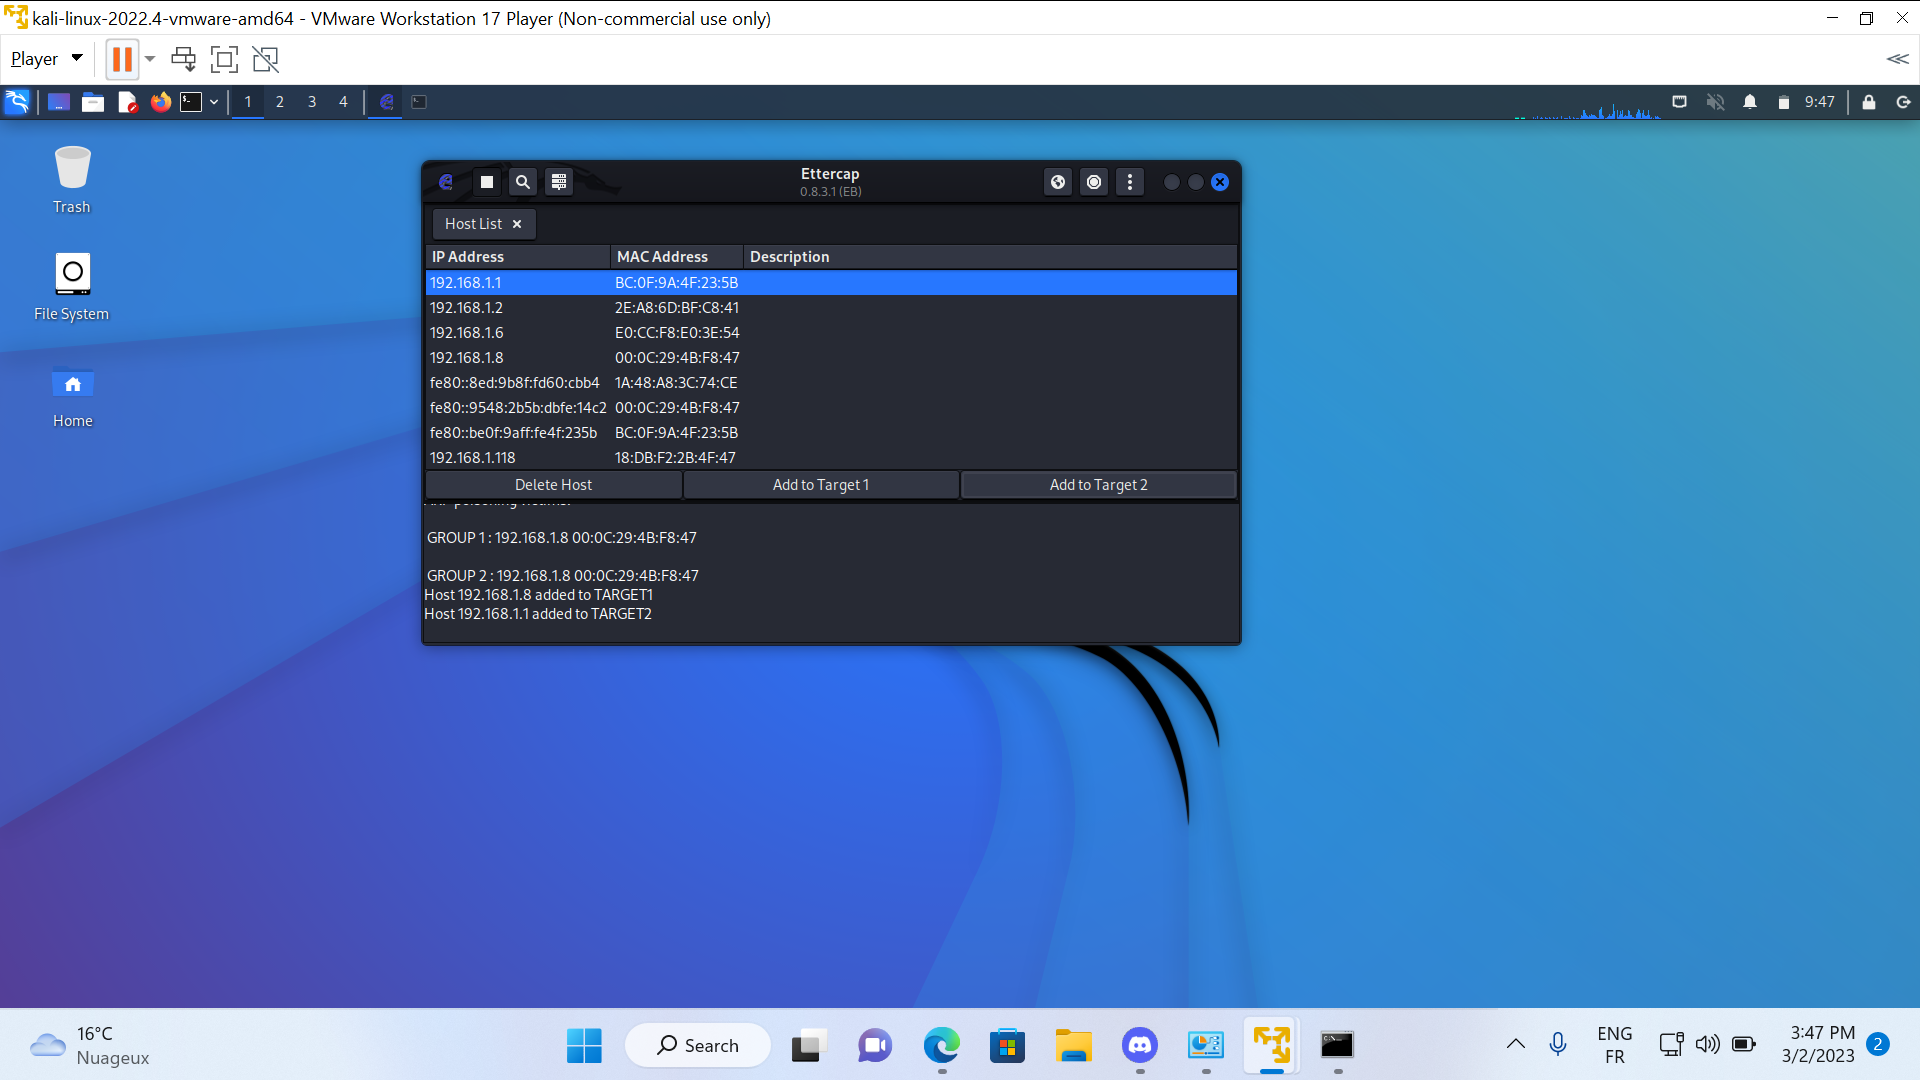 kali-linux-2022.4-vmware-amd64 - VMware Workstation 17 Player (Non-commercial use only)
Player
1 2 3 4
9:47
Trash
File System
Home
Ettercap
0.8.3.1 (EB)
Host List
IP Address MAC Address Description
192.168.1.1 BC:0F:9A:4F:23:5B
192.168.1.2 2E:A8:6D:BF:C8:41
192.168.1.6 E0:CC:F8:E0:3E:54
192.168.1.8 00:0C:29:4B:F8:47
fe80::8ed:9b8f:fd60:cbb4 1A:48:A8:3C:74:CE
fe80::9548:2b5b:dbfe:14c2 00:0C:29:4B:F8:47
fe80::be0f:9aff:fe4f:235b BC:0F:9A:4F:23:5B
192.168.1.118 18:DB:F2:2B:4F:47
Delete Host Add to Target 1 Add to Target 2
GROUP 1 : 192.168.1.8 00:0C:29:4B:F8:47
GROUP 2 : 192.168.1.8 00:0C:29:4B:F8:47
Host 192.168.1.8 added to TARGET1
Host 192.168.1.1 added to TARGET2
16°C
Nuageux
Search
ENG
FR
3:47 PM
3/2/2023
2